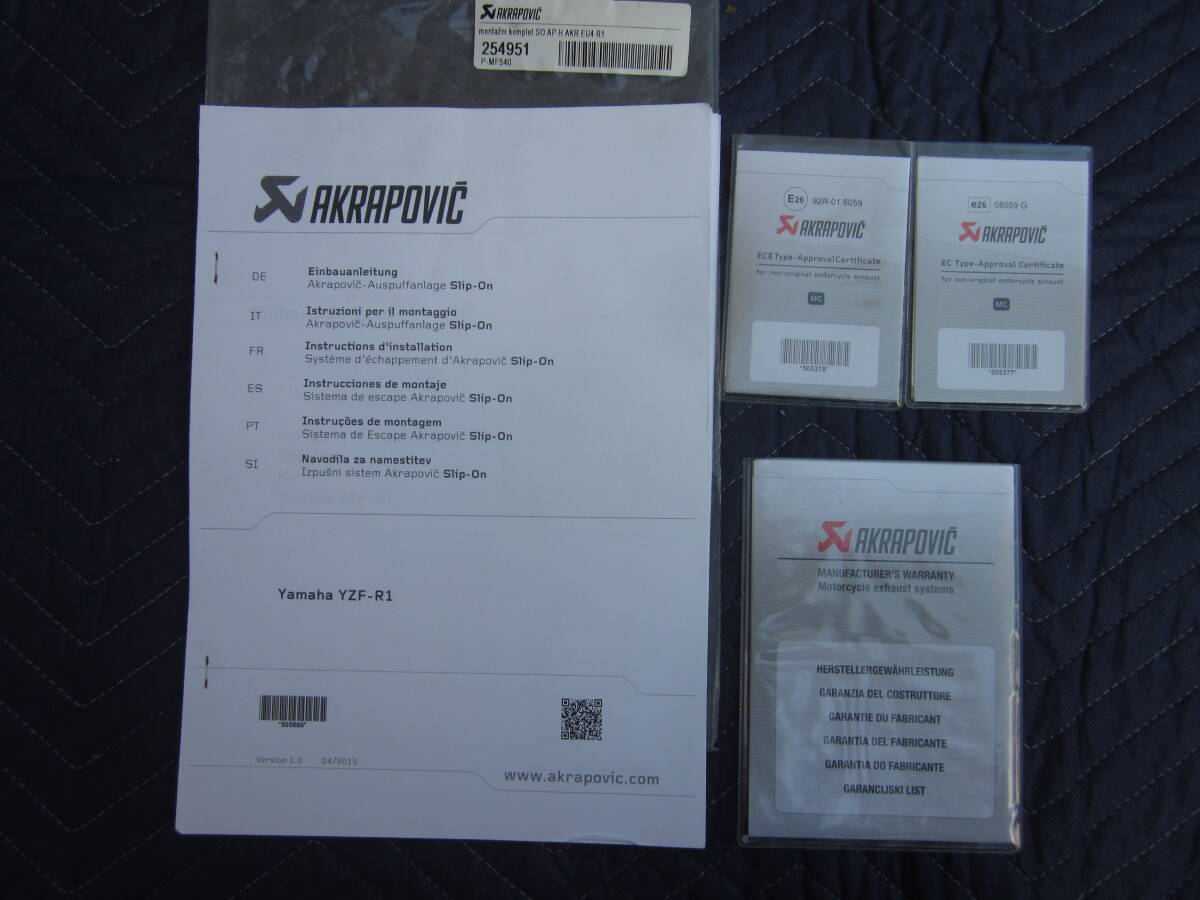 AKRAPOVIČ
montažni komplet SO AP H AKR EU4 R1
254951
P-MF540
AKRAPOVIČ
DE
Einbauanleitung
Akrapovič-Auspuffanlage Slip-On
IT
Istruzioni per il montaggio
Akrapovič-Auspuffanlage Slip-On
FR
Instructions d'installation
Système d'échappement d'Akrapovič Slip-On
ES
Instrucciones de montaje
Sistema de escape Akrapovič Slip-On
PT
Instruções de montagem
Sistema de Escape Akrapovič Slip-On
SI
Navodila za namestitev
Izpušni sistem Akrapovič Slip-On
Yamaha YZF-R1
*505860*
Version 1.0 04/2015
www.akrapovic.com
E26 92R-01 8059
AKRAPOVIČ
ECE Type-Approval Certificate
for non-original motorcycle exhaust
MC
*505378*
e26 08059 G
AKRAPOVIČ
EC Type-Approval Certificate
for non-original motorcycle exhaust
MC
*505377*
AKRAPOVIČ
MANUFACTURER'S WARRANTY
Motorcycle exhaust systems
HERSTELLERGEWÄHRLEISTUNG
GARANZIA DEL COSTRUTTORE
GARANTIE DU FABRICANT
GARANTÍA DEL FABRICANTE
GARANTIA DO FABRICANTE
GARANCIJSKI LIST